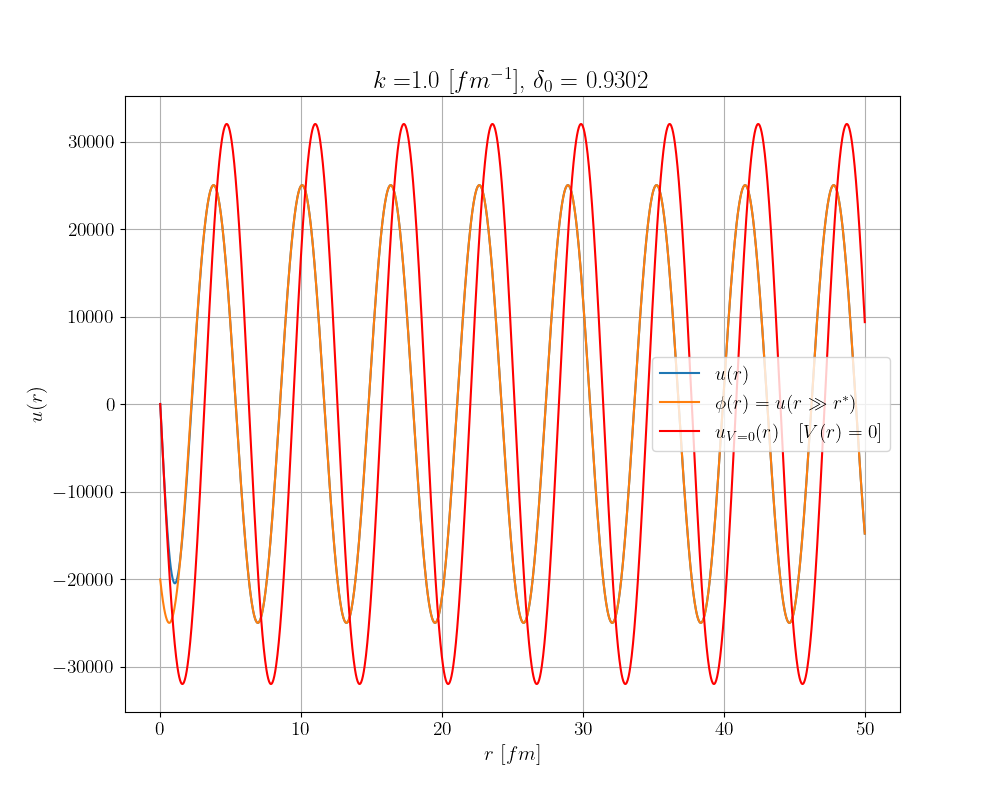 k =1.0 [fm⁻¹], δ₀ = 0.9302
30000
20000
10000
0
−10000
−20000
−30000
u(r)
u(r)
ϕ(r) = u(r ≫ r*)
u_{V=0}(r) [V(r) = 0]
0 10 20 30 40 50
r [fm]